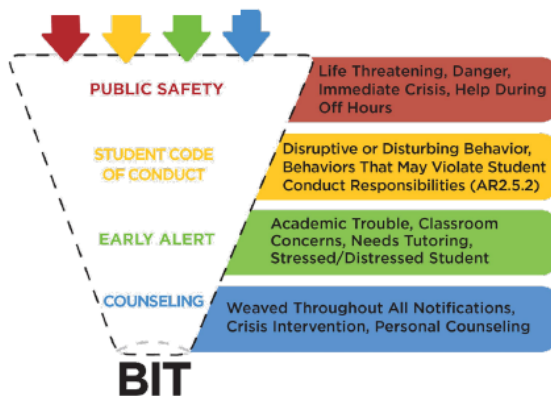 PUBLIC SAFETY
Life Threatening, Danger,
Immediate Crisis, Help During
Off Hours
STUDENT CODE
OF CONDUCT
Disruptive or Disturbing Behavior,
Behaviors That May Violate Student
Conduct Responsibilities (AR2.5.2)
EARLY ALERT
Academic Trouble, Classroom
Concerns, Needs Tutoring,
Stressed/Distressed Student
COUNSELING
Weaved Throughout All Notifications,
Crisis Intervention, Personal Counseling
BIT